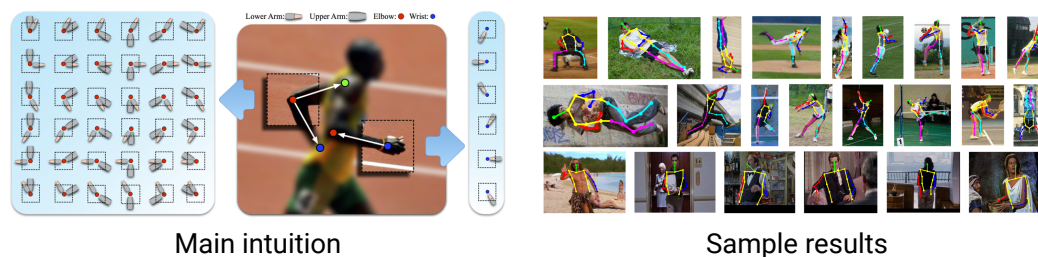 Lower Arm: Upper Arm: Elbow: Wrist:
Main intuition
Sample results